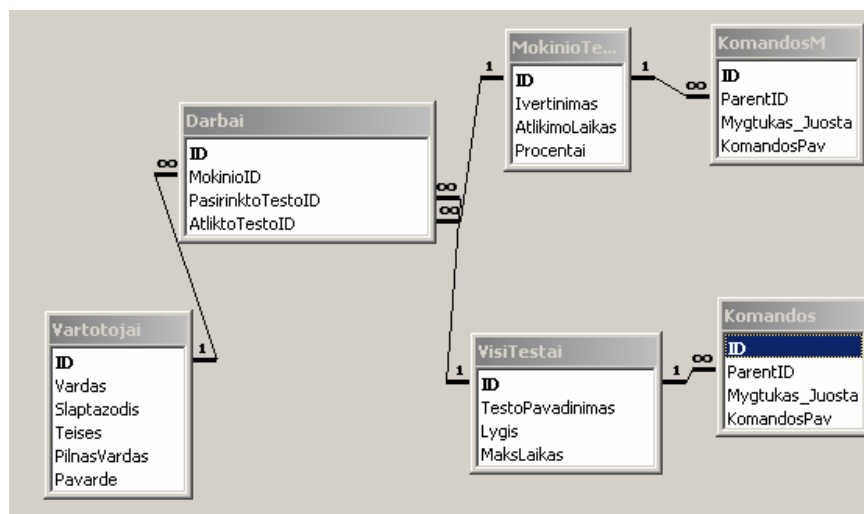 Darbai
ID
MokinioID
PasirinktoTestoID
AtliktoTestoID
∞
∞
∞
Vartotojai
ID
Vardas
Slaptazodis
Teises
PilnasVardas
Pavarde
1
MokinioTe...
ID
Ivertinimas
AtlikimoLaikas
Procentai
1
1
KomandosM
ID
ParentID
Mygtukas_Juosta
KomandosPav
∞
VisiTestai
ID
TestoPavadinimas
Lygis
MaksLaikas
1
1
Komandos
ID
ParentID
Mygtukas_Juosta
KomandosPav
∞